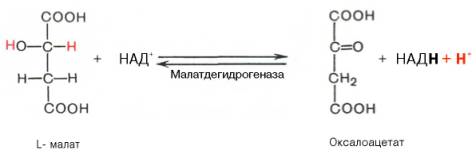 COOH COOH
HO—C—H C=O
+ НАД⁺ + НАДН + Н⁺
Малатдегидрогеназа
H—C—H CH₂
COOH COOH
L- малат Оксалоацетат